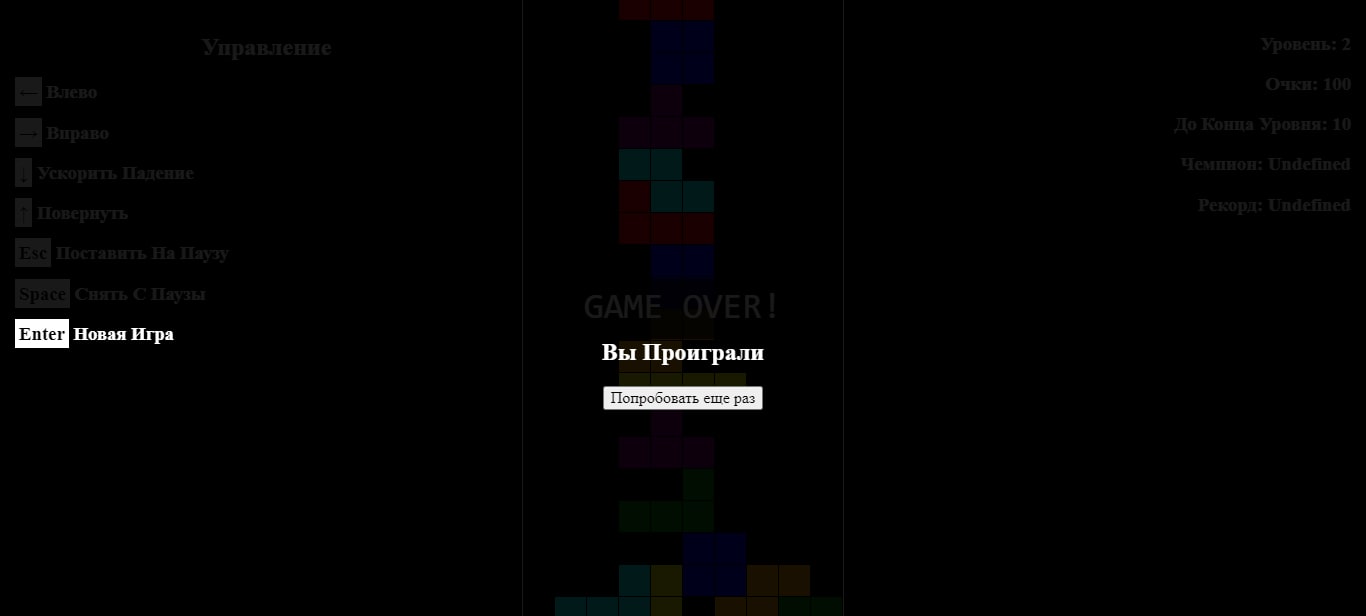 Управление
← Влево
→ Вправо
↓ Ускорить Падение
↑ Повернуть
Esc Поставить На Паузу
Space Снять С Паузы
Enter Новая Игра
GAME OVER!
Вы Проиграли
Попробовать еще раз
Уровень: 2
Очки: 100
До Конца Уровня: 10
Чемпион: Undefined
Рекорд: Undefined